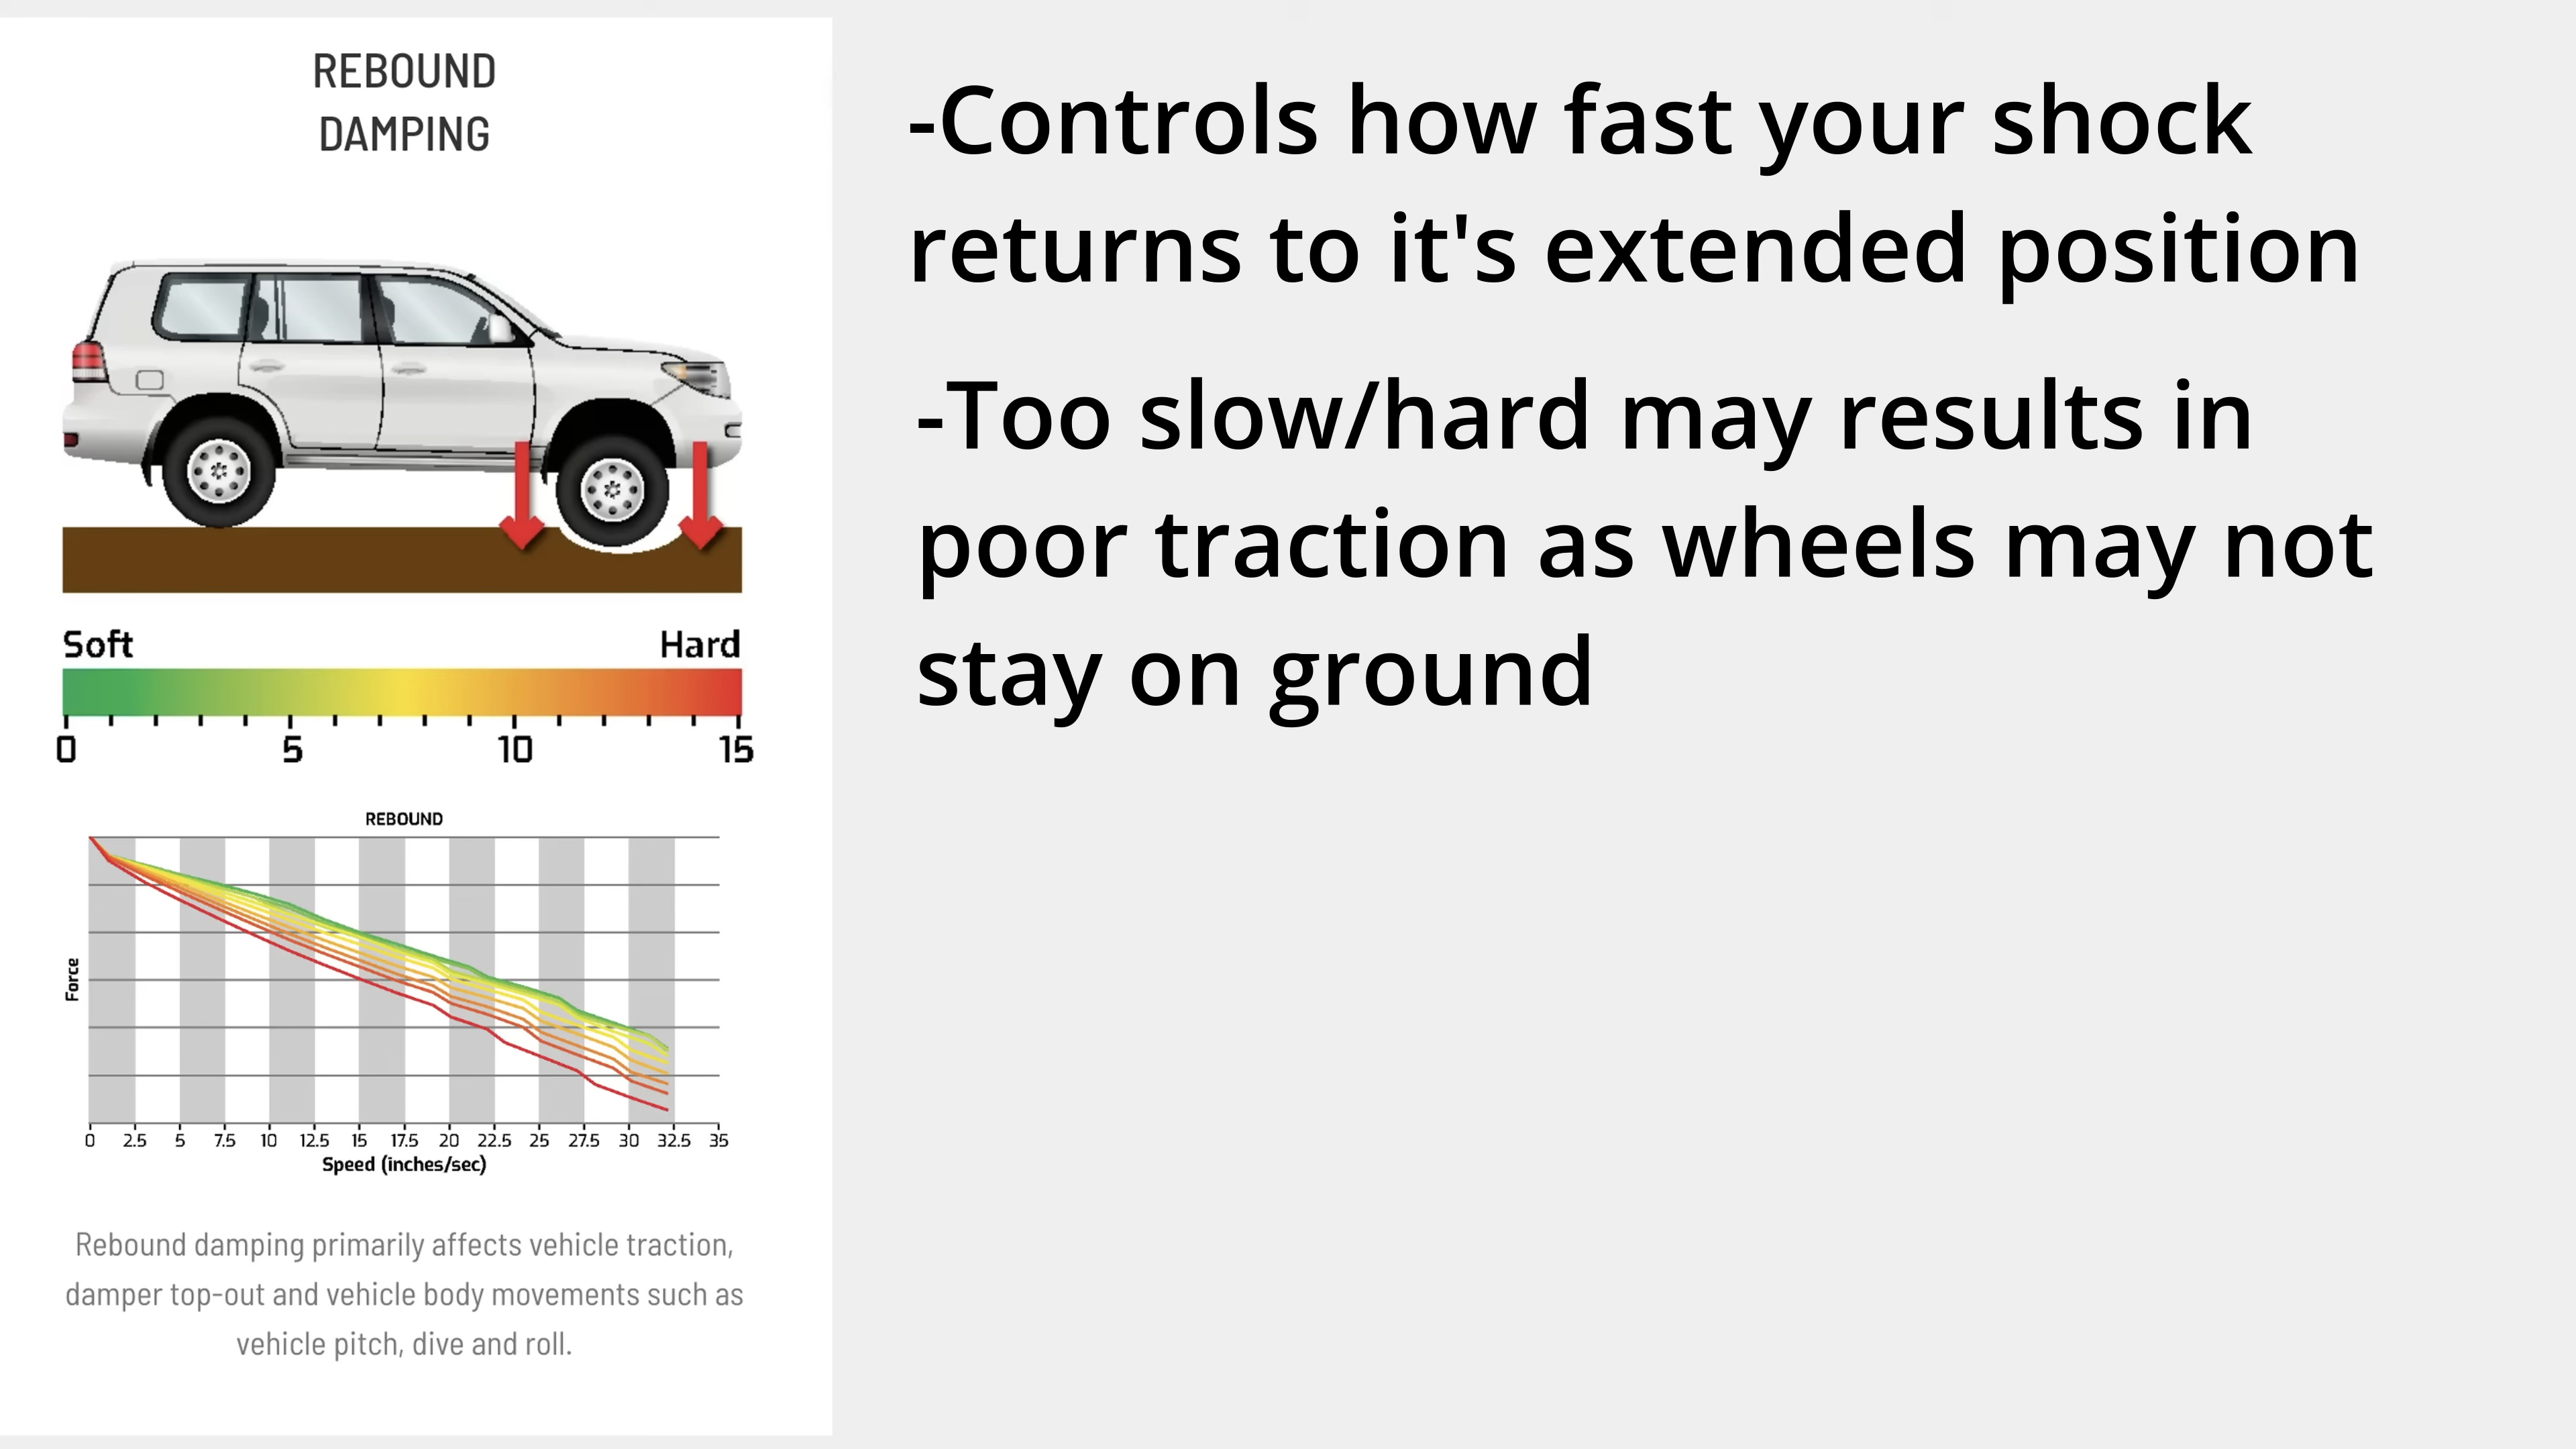 REBOUND
DAMPING
Soft Hard
0 5 10 15
REBOUND
Force
0 2.5 5 7.5 10 12.5 15 17.5 20 22.5 25 27.5 30 32.5 35
Speed (inches/sec)
Rebound damping primarily affects vehicle traction,
damper top-out and vehicle body movements such as
vehicle pitch, dive and roll.
-Controls how fast your shock
returns to it's extended position
-Too slow/hard may results in
poor traction as wheels may not
stay on ground